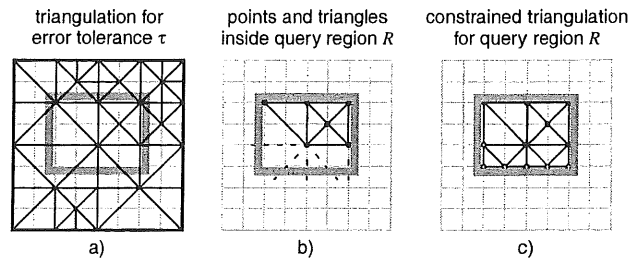 triangulation for
error tolerance τ
points and triangles
inside query region R
constrained triangulation
for query region R
a)
b)
c)